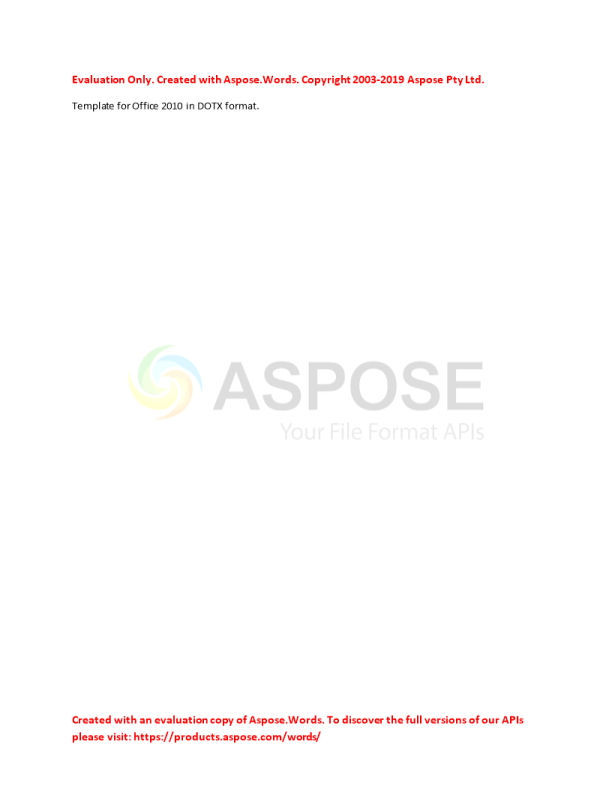 Evaluation Only. Created with Aspose.Words. Copyright 2003-2019 Aspose Pty Ltd.
Template for Office 2010 in DOTX format.
ASPOSE
Your File Format APIs
Created with an evaluation copy of Aspose.Words. To discover the full versions of our APIs
please visit: https://products.aspose.com/words/